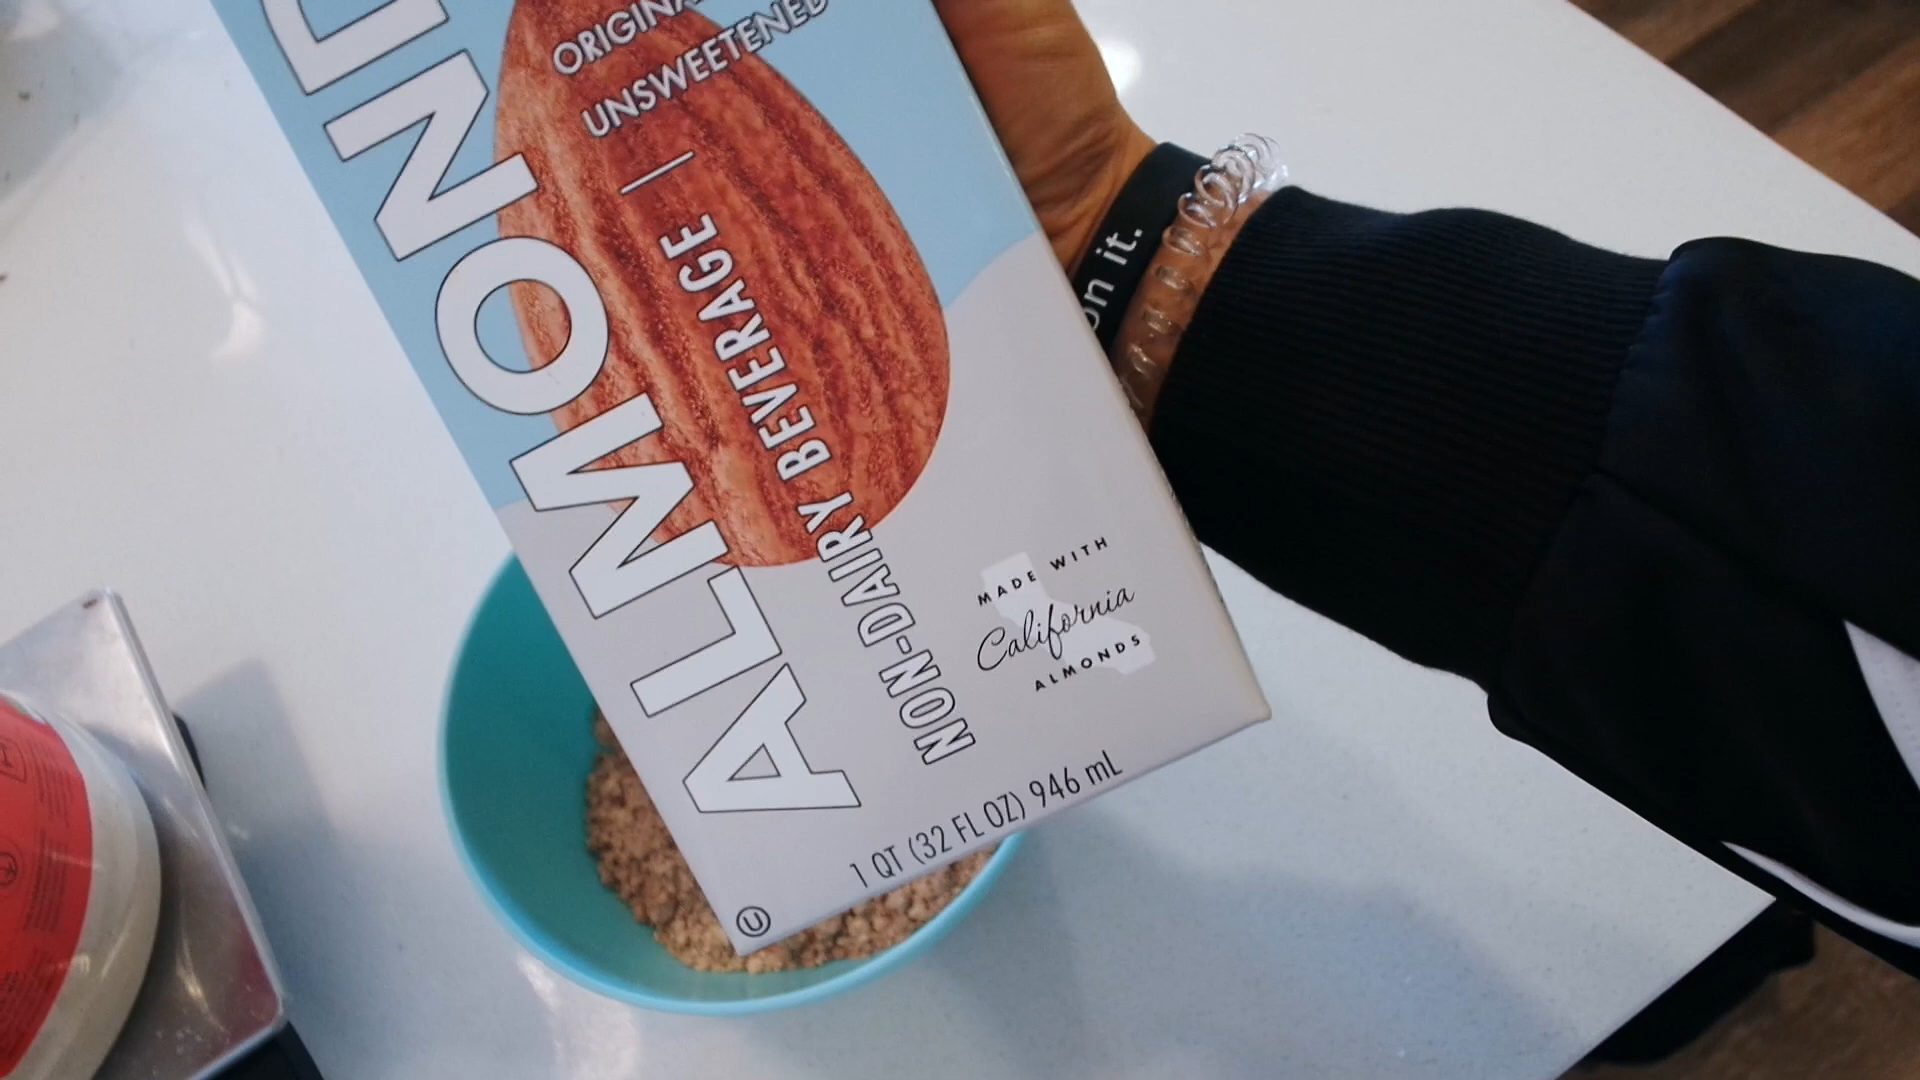 ALMOND
ORIGINAL
UNSWEETENED
NON-DAIRY BEVERAGE |
MADE WITH
California
ALMONDS
1 QT (32 FL OZ) 946 mL
U
on it.